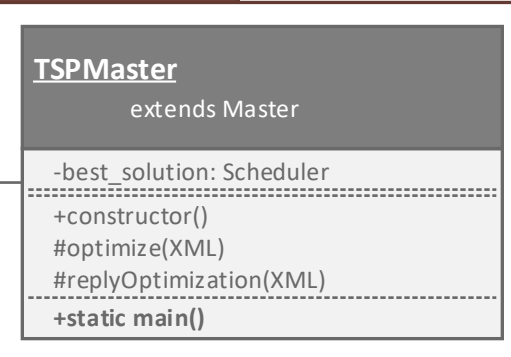 TSPMaster
extends Master
-best_solution: Scheduler
+constructor()
#optimize(XML)
#replyOptimization(XML)
+static main()